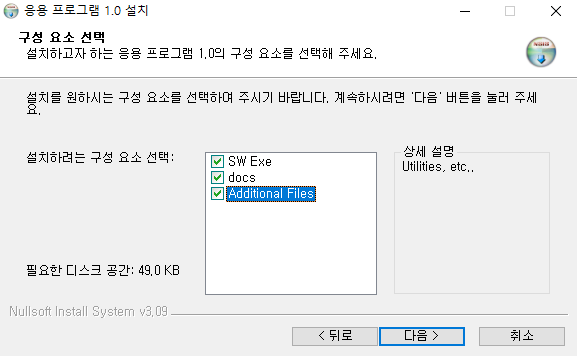 응용 프로그램 1.0 설치
구성 요소 선택
설치하고자 하는 응용 프로그램 1.0의 구성 요소를 선택해 주세요.
설치를 원하시는 구성 요소를 선택하여 주시기 바랍니다. 계속하시려면 '다음' 버튼을 눌러 주세
요.
설치하려는 구성 요소 선택:
SW Exe
docs
Additional Files
상세 설명
Utilities, etc..
필요한 디스크 공간: 49.0 KB
Nullsoft Install System v3.09
< 뒤로
다음 >
취소